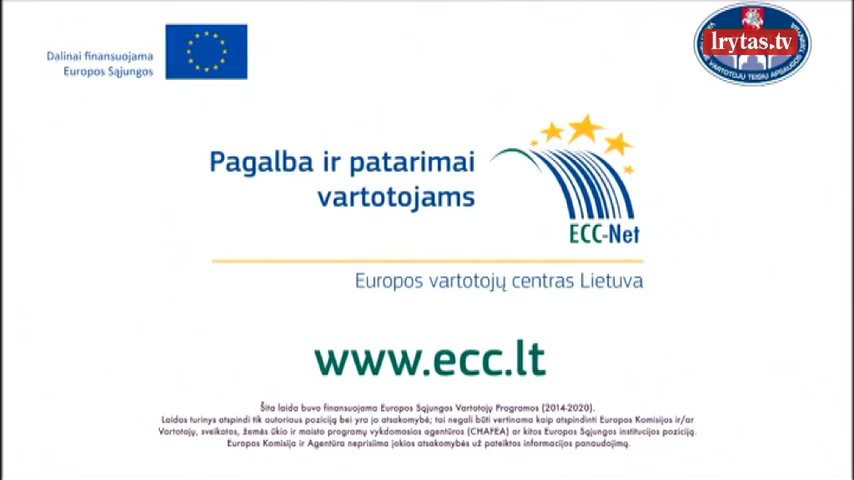 Dalinai finansuojama
Europos Sąjungos
lrytas.tv
VARTOTOJŲ TEISIŲ APSAUGOS
Pagalba ir patarimai
vartotojams
ECC-Net
Europos vartotojų centras Lietuva
www.ecc.lt
Šita laida buvo finansuojama Europos Sąjungos Vartotojų Programos (2014-2020).
Laidos turinys atspindi tik autoriaus poziciją bei yra jo atsakomybė; tai negali būti vertinama kaip atspindinti Europos Komisijos ir/ar
Vartotojų, sveikatos, žemės ūkio ir maisto programų vykdomosios agentūros (CHAFEA) ar kitos Europos Sąjungos institucijos poziciją.
Europos Komisija ir Agentūra neprisiima jokios atsakomybės už pateiktos informacijos panaudojimą.